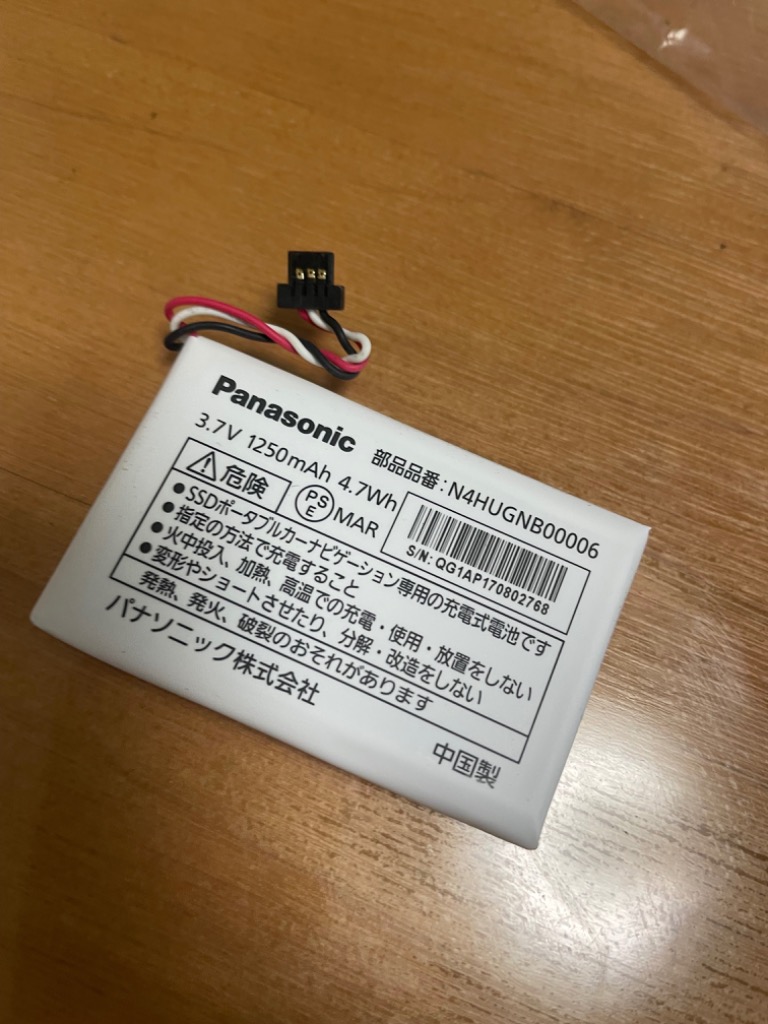 Panasonic
部品品番:N4HUGNB00006
3.7V 1250mAh 4.7Wh
S/N: QG1AP170802768
危険
PS
E
MAR
•SSDポータブルカーナビゲーション専用の充電式電池です
•指定の方法で充電すること
•火中投入、加熱、高温での充電・使用・放置をしない
•変形やショートさせたり、分解・改造をしない
発熱、発火、破裂のおそれがあります
パナソニック株式会社
中国製